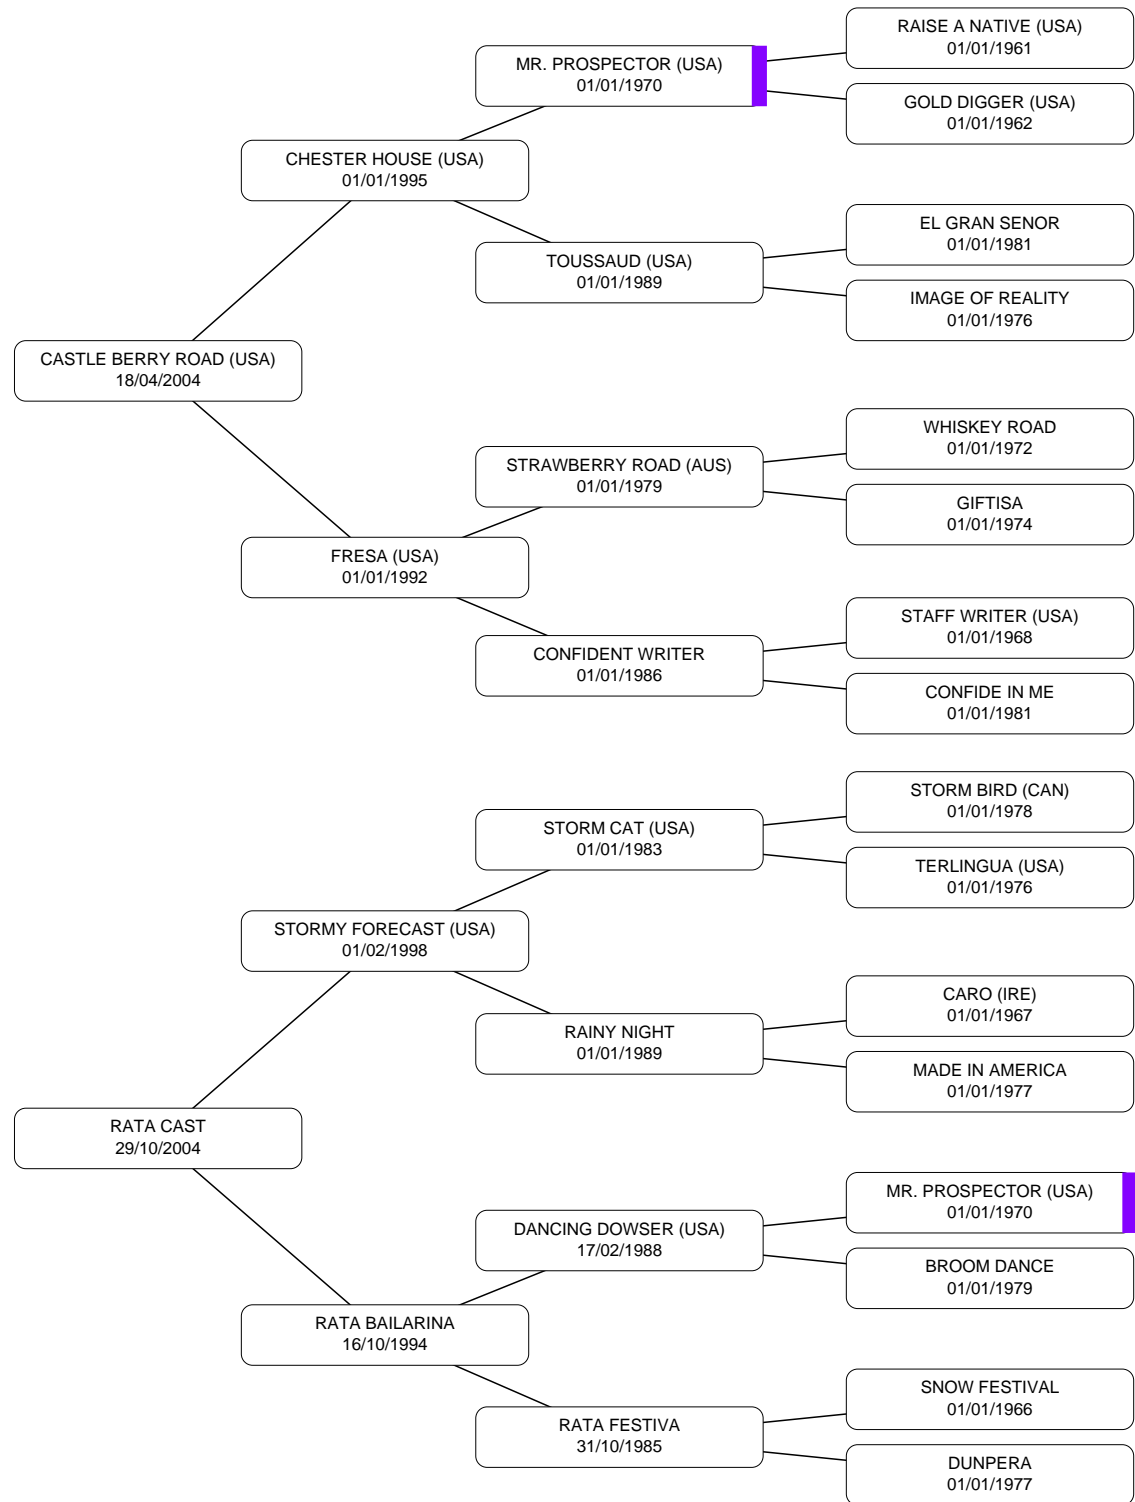 RAISE A NATIVE (USA)
01/01/1961
MR. PROSPECTOR (USA)
01/01/1970
GOLD DIGGER (USA)
01/01/1962
CHESTER HOUSE (USA)
01/01/1995
EL GRAN SENOR
01/01/1981
TOUSSAUD (USA)
01/01/1989
IMAGE OF REALITY
01/01/1976
CASTLE BERRY ROAD (USA)
18/04/2004
WHISKEY ROAD
01/01/1972
STRAWBERRY ROAD (AUS)
01/01/1979
GIFTISA
01/01/1974
FRESA (USA)
01/01/1992
STAFF WRITER (USA)
01/01/1968
CONFIDENT WRITER
01/01/1986
CONFIDE IN ME
01/01/1981
STORM BIRD (CAN)
01/01/1978
STORM CAT (USA)
01/01/1983
TERLINGUA (USA)
01/01/1976
STORMY FORECAST (USA)
01/02/1998
CARO (IRE)
01/01/1967
RAINY NIGHT
01/01/1989
MADE IN AMERICA
01/01/1977
RATA CAST
29/10/2004
MR. PROSPECTOR (USA)
01/01/1970
DANCING DOWSER (USA)
17/02/1988
BROOM DANCE
01/01/1979
RATA BAILARINA
16/10/1994
SNOW FESTIVAL
01/01/1966
RATA FESTIVA
31/10/1985
DUNPERA
01/01/1977